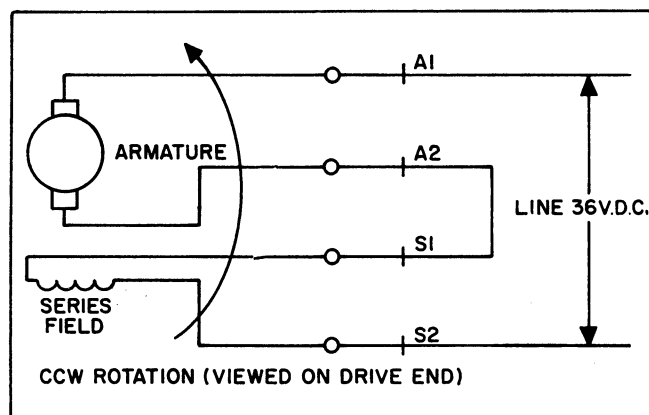 A1
ARMATURE
A2
LINE 36V.D.C.
S1
SERIES
FIELD
S2
CCW ROTATION (VIEWED ON DRIVE END)